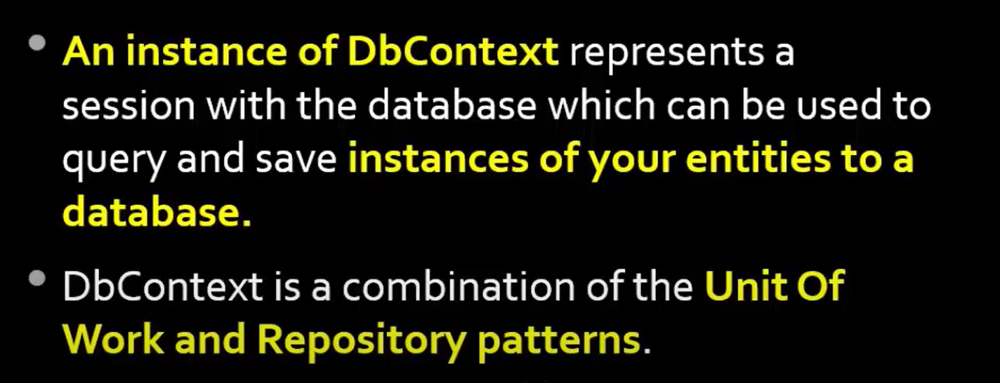 • An instance of DbContext represents a
session with the database which can be used to
query and save instances of your entities to a
database.
• DbContext is a combination of the Unit Of
Work and Repository patterns.